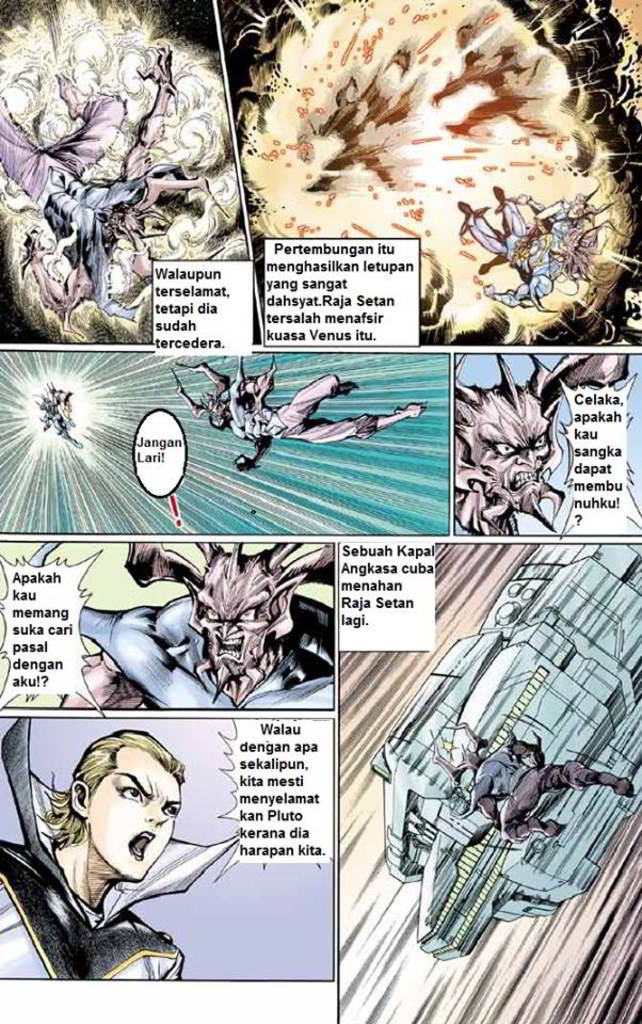 Walaupun
terselamat,
tetapi dia
sudah
tercedera.
Pertembungan itu
menghasilkan letupan
yang sangat
dahsyat.Raja Setan
tersalah menafsir
kuasa Venus itu.
Jangan
Lari!
!
Celaka,
apakah
kau
sangka
dapat
membu
nuhku!
?
Apakah
kau
memang
suka cari
pasal
dengan
aku!?
Sebuah Kapal
Angkasa cuba
menahan
Raja Setan
lagi.
Walau
dengan apa
sekalipun,
kita mesti
menyelamat
kan Pluto
kerana dia
harapan kita.